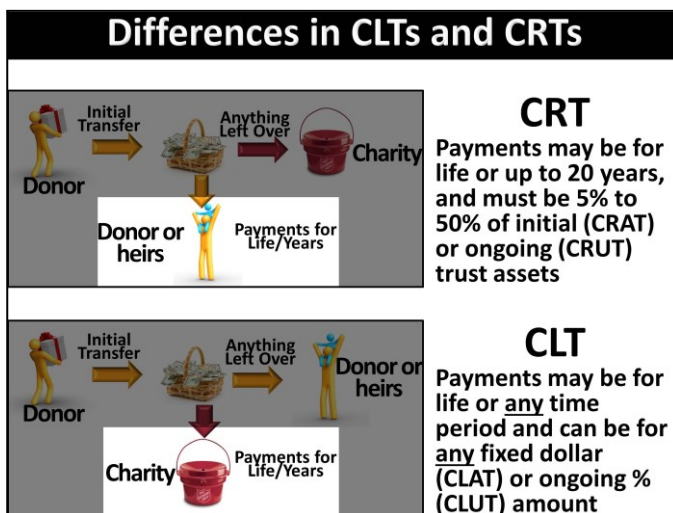 Differences in CLTs and CRTs
Initial
Transfer
Anything
Left Over
Donor
Charity
Donor or
heirs
Payments for
Life/Years
CRT
Payments may be for
life or up to 20 years,
and must be 5% to
50% of initial (CRAT)
or ongoing (CRUT)
trust assets
Initial
Transfer
Anything
Left Over
Donor
Donor or
heirs
Charity
Payments for
Life/Years
CLT
Payments may be for
life or any time
period and can be for
any fixed dollar
(CLAT) or ongoing %
(CLUT) amount